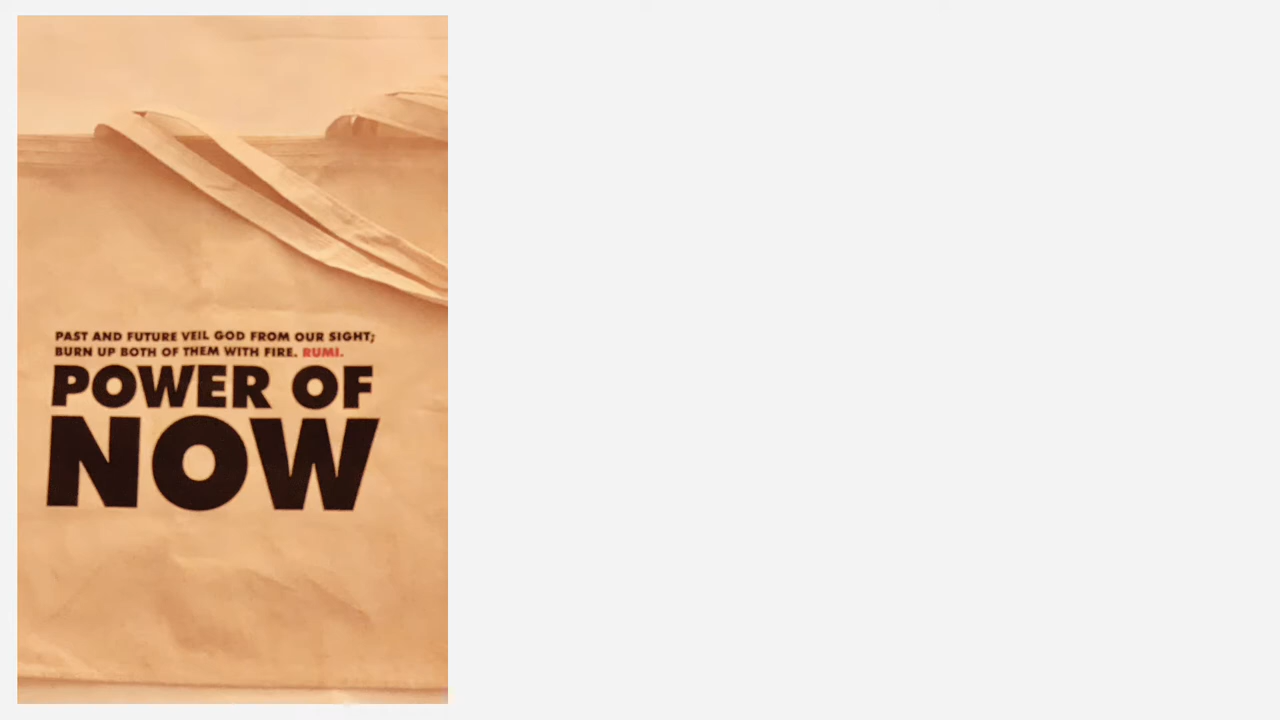 PAST AND FUTURE VEIL GOD FROM OUR SIGHT;
BURN UP BOTH OF THEM WITH FIRE. RUMI.
POWER OF
NOW